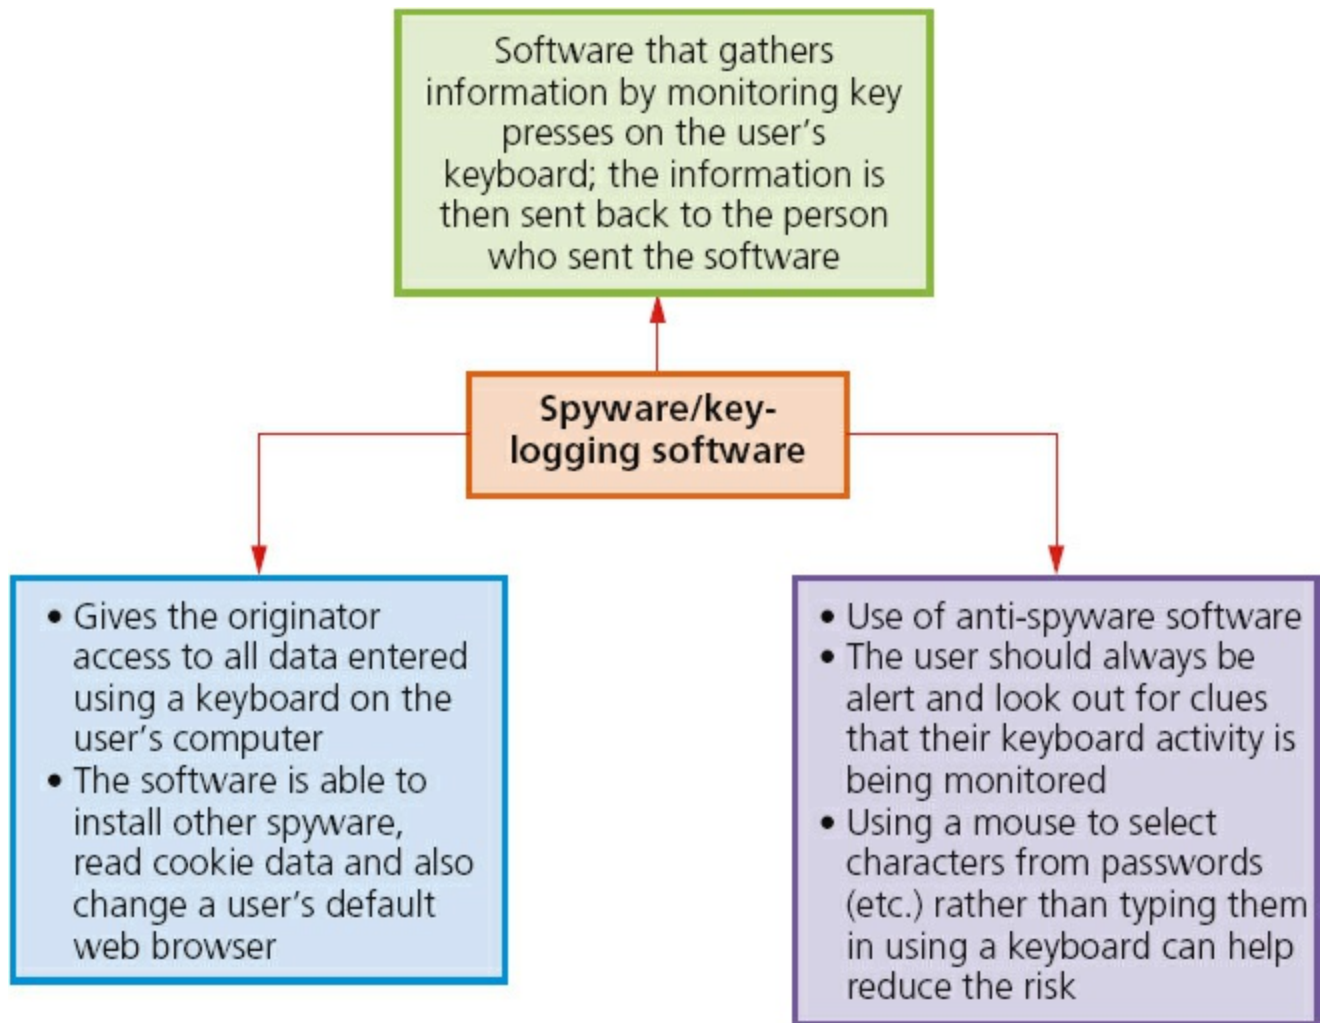 Software that gathers
information by monitoring key
presses on the user's
keyboard; the information is
then sent back to the person
who sent the software
Spyware/key-
logging software
• Gives the originator
access to all data entered
using a keyboard on the
user's computer
• The software is able to
install other spyware,
read cookie data and also
change a user's default
web browser
• Use of anti-spyware software
• The user should always be
alert and look out for clues
that their keyboard activity is
being monitored
• Using a mouse to select
characters from passwords
(etc.) rather than typing them
in using a keyboard can help
reduce the risk